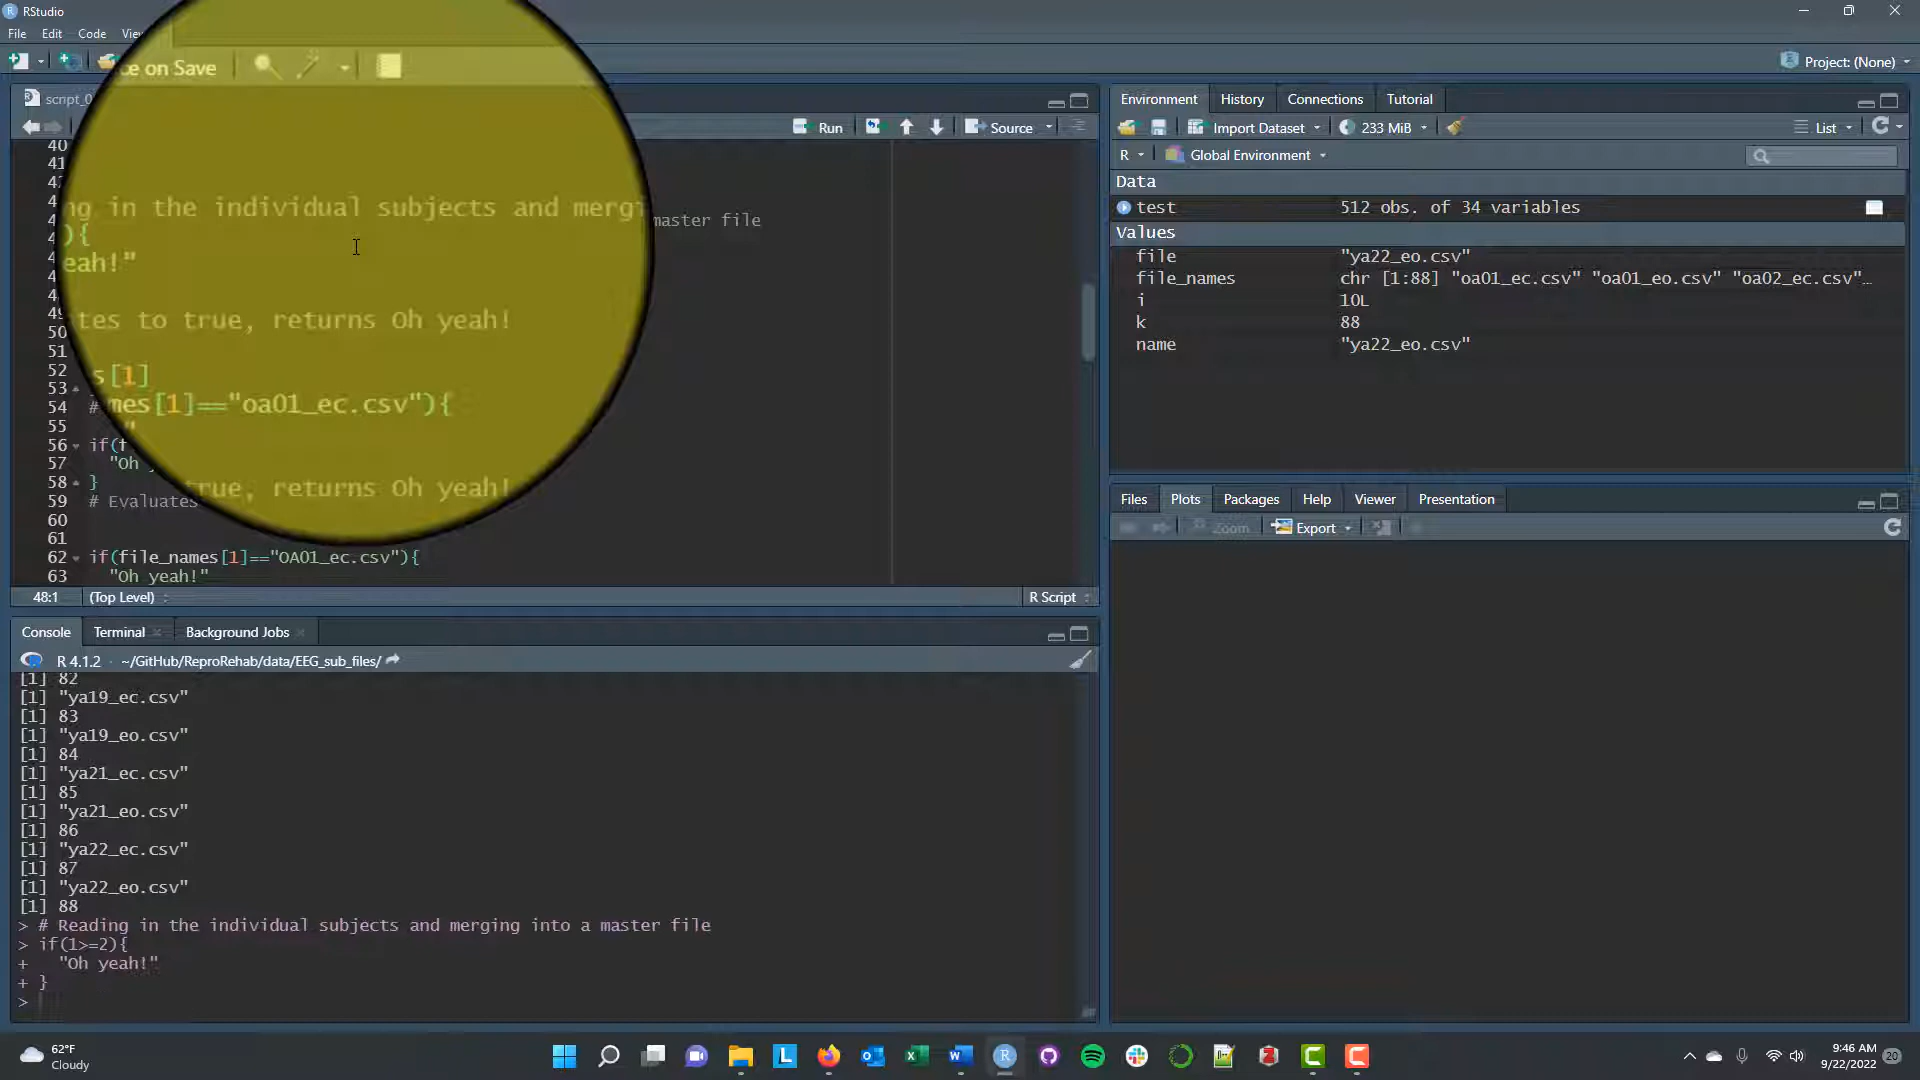 RStudio
File Edit Code
ce on Save
Project: (None)
Environment History Connections Tutorial
Run Source
Import Dataset 233 MiB List
R Global Environment
Data
test 512 obs. of 34 variables
Values
file "ya22_eo.csv"
file_names chr [1:88] "oa01_ec.csv" "oa01_eo.csv" "oa02_ec.csv"…
i 10L
k 88
name "ya22_eo.csv"
40
41
ng in the individual subjects and mergi master file
){
eah!"
49
tes to true, returns Oh yeah!
50
51
52 s[1]
53
54 # mes[1]=="oa01_ec.csv"){
55 "
56 if(f
57 "Oh
58 } true, returns Oh yeah!
59 # Evaluates
60
61
62 if(file_names[1]=="OA01_ec.csv"){
63 "Oh yeah!"
48:1 (Top Level) R Script
Files Plots Packages Help Viewer Presentation
Zoom Export
Console Terminal Background Jobs
R 4.1.2 · ~/GitHub/ReproRehab/data/EEG_sub_files/
[1] 82
[1] "ya19_ec.csv"
[1] 83
[1] "ya19_eo.csv"
[1] 84
[1] "ya21_ec.csv"
[1] 85
[1] "ya21_eo.csv"
[1] 86
[1] "ya22_ec.csv"
[1] 87
[1] "ya22_eo.csv"
[1] 88
> # Reading in the individual subjects and merging into a master file
> if(1>=2){
+ "Oh yeah!"
+ }
>
62°F
Cloudy
9:46 AM
9/22/2022
20